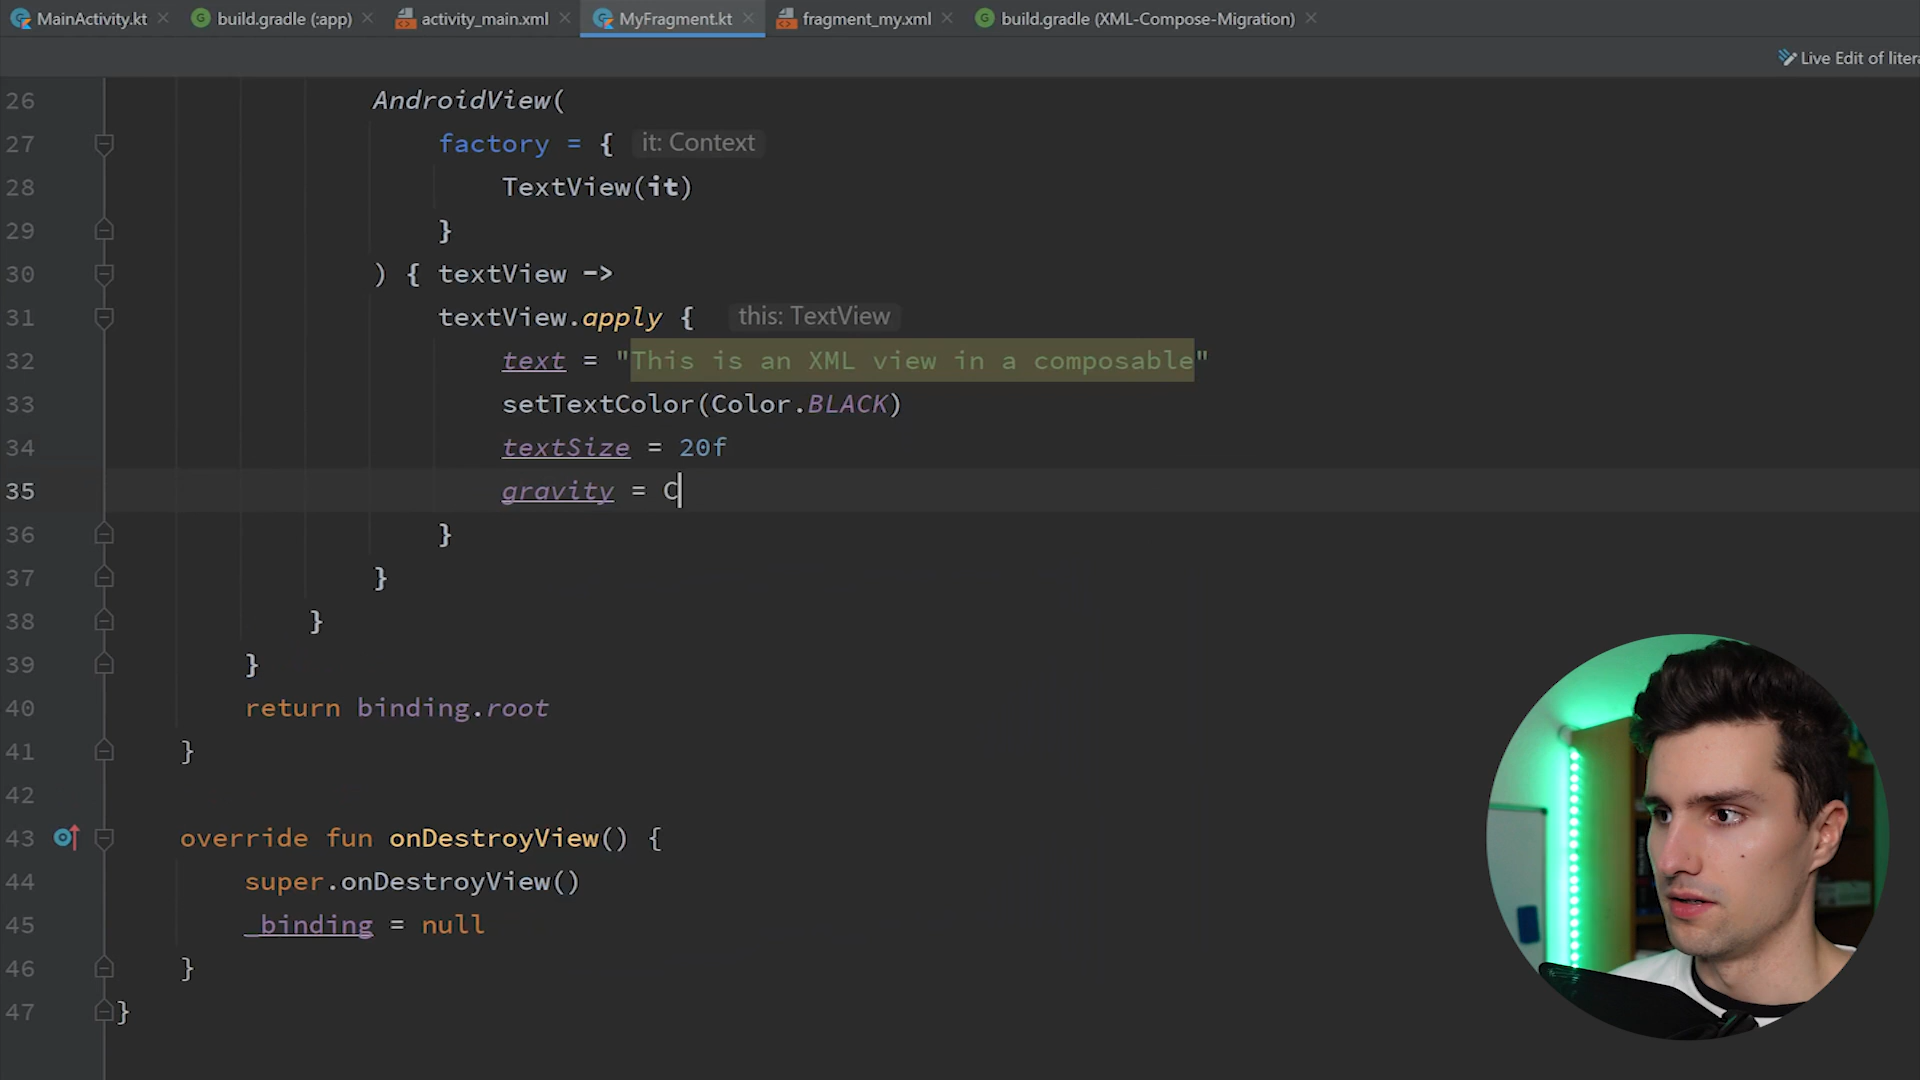 MainActivity.kt build.gradle (:app) activity_main.xml MyFragment.kt fragment_my.xml build.gradle (XML-Compose-Migration)
Live Edit of litera
26 AndroidView(
27 factory = { it: Context
28 TextView(it)
29 }
30 ) { textView ->
31 textView.apply { this: TextView
32 text = "This is an XML view in a composable"
33 setTextColor(Color.BLACK)
34 textSize = 20f
35 gravity = C
36 }
37 }
38 }
39 }
40 return binding.root
41 }
42
43 override fun onDestroyView() {
44 super.onDestroyView()
45 _binding = null
46 }
47 }